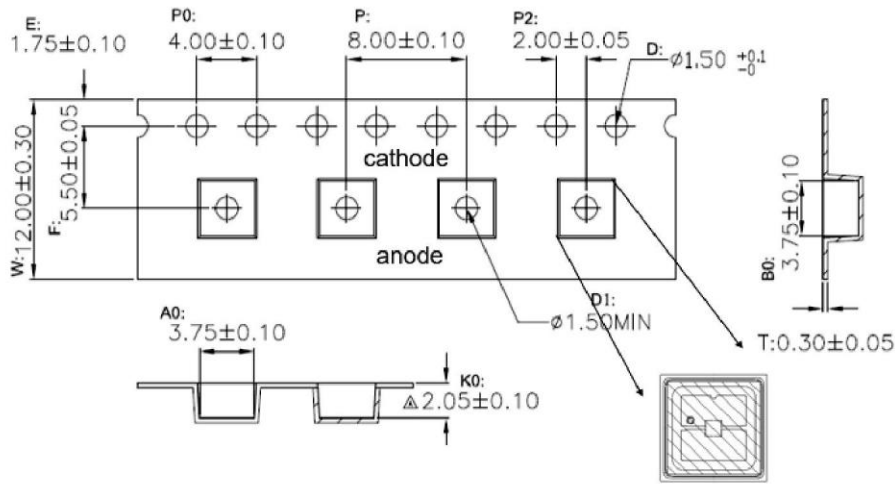 E:
1.75±0.10
P0:
4.00±0.10
P:
8.00±0.10
P2:
2.00±0.05
D:
Ø1.50 +0.1 -0
W:12.00±0.30
F:
5.50±0.05
cathode
anode
B0:
3.75±0.10
D1:
Ø1.50MIN
T:0.30±0.05
A0:
3.75±0.10
K0:
2.05±0.10